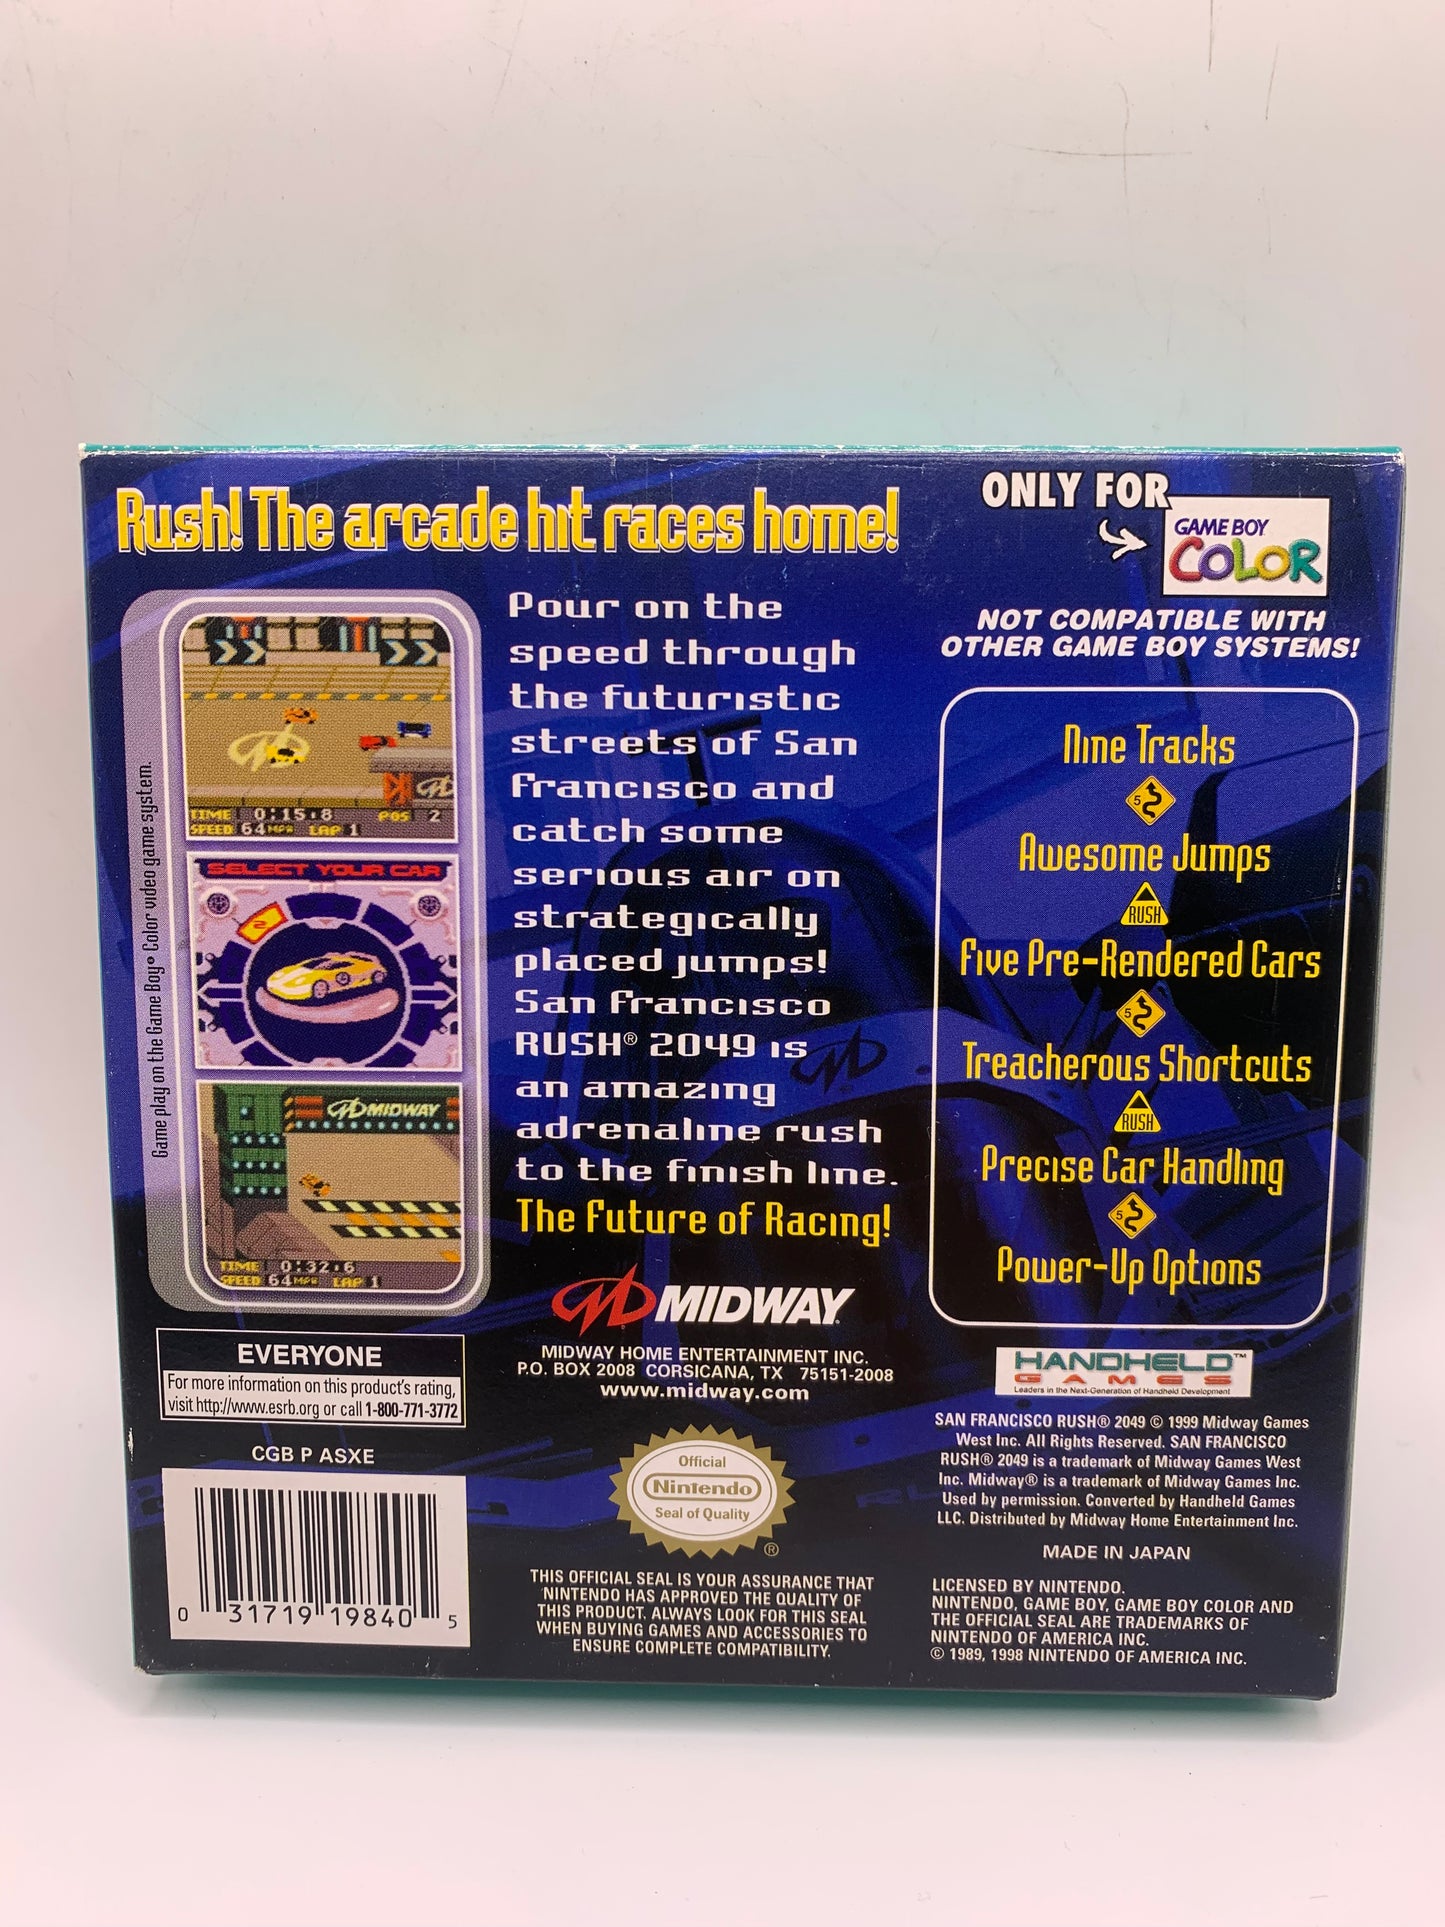 Rush! The arcade hit races home!
ONLY FOR
GAME BOY
COLOR
NOT COMPATIBLE WITH
OTHER GAME BOY SYSTEMS!
Game play on the Game Boy® Color video game system.
TIME 0:15.8 POS 2
SPEED 64 MPH LAP 1
SELECT YOUR CAR
2
MIDWAY
TIME 0:32.6
SPEED 64 MPH LAP 1
Pour on the
speed through
the futuristic
streets of San
Francisco and
catch some
serious air on
strategically
placed jumps!
San Francisco
RUSH® 2049 is
an amazing
adrenaline rush
to the finish line.
The Future of Racing!
Nine Tracks
5
Awesome Jumps
RUSH
Five Pre-Rendered Cars
5
Treacherous Shortcuts
RUSH
Precise Car Handling
5
Power-Up Options
EVERYONE
For more information on this product's rating,
visit http://www.esrb.org or call 1-800-771-3772
CGB P ASXE
0 31719 19840 5
MIDWAY
MIDWAY HOME ENTERTAINMENT INC.
P.O. BOX 2008 CORSICANA, TX 75151-2008
www.midway.com
Official
Nintendo
Seal of Quality
®
THIS OFFICIAL SEAL IS YOUR ASSURANCE THAT
NINTENDO HAS APPROVED THE QUALITY OF
THIS PRODUCT. ALWAYS LOOK FOR THIS SEAL
WHEN BUYING GAMES AND ACCESSORIES TO
ENSURE COMPLETE COMPATIBILITY.
HANDHELD™
GAMES
Leaders in the Next-Generation of Handheld Development
SAN FRANCISCO RUSH® 2049 © 1999 Midway Games
West Inc. All Rights Reserved. SAN FRANCISCO
RUSH® 2049 is a trademark of Midway Games West
Inc. Midway® is a trademark of Midway Games Inc.
Used by permission. Converted by Handheld Games
LLC. Distributed by Midway Home Entertainment Inc.
MADE IN JAPAN
LICENSED BY NINTENDO.
NINTENDO, GAME BOY, GAME BOY COLOR AND
THE OFFICIAL SEAL ARE TRADEMARKS OF
NINTENDO OF AMERICA INC.
© 1989, 1998 NINTENDO OF AMERICA INC.